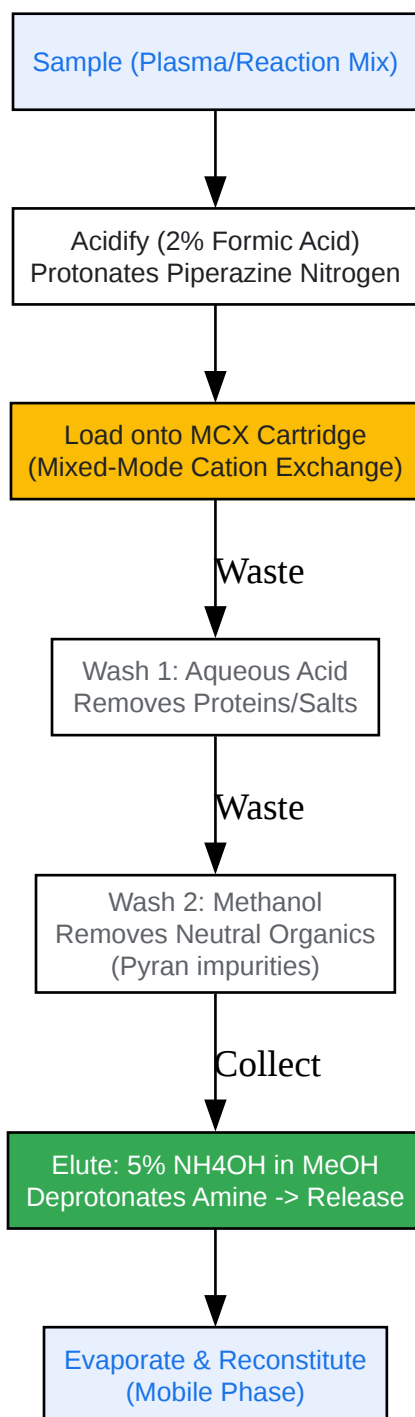 Sample (Plasma/Reaction Mix)
Acidify (2% Formic Acid)
Protonates Piperazine Nitrogen
Load onto MCX Cartridge
(Mixed-Mode Cation Exchange)
Waste
Wash 1: Aqueous Acid
Removes Proteins/Salts
Waste
Wash 2: Methanol
Removes Neutral Organics
(Pyran impurities)
Collect
Elute: 5% NH4OH in MeOH
Deprotonates Amine -> Release
Evaporate & Reconstitute
(Mobile Phase)